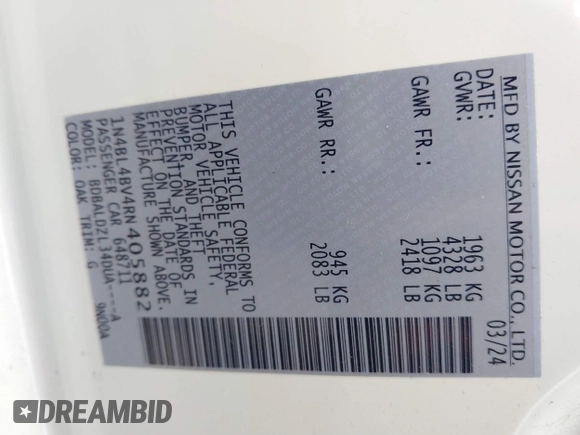 MFD BY NISSAN MOTOR CO., LTD.
DATE: 03/24
GVWR: 1963 KG
4328 LB
GAWR FR.: 1097 KG
2418 LB
GAWR RR.: 945 KG
2083 LB
THIS VEHICLE CONFORMS TO
ALL APPLICABLE FEDERAL
MOTOR VEHICLE SAFETY,
BUMPER, AND THEFT
PREVENTION STANDARDS IN
EFFECT ON THE DATE OF
MANUFACTURE SHOWN ABOVE.
1N4BL4BV4RN405882
PASSENGER CAR 648711
MODEL: BDBALDZL34DUA----A
COLOR: QAK TRIM: G 9N00A
DREAMBID